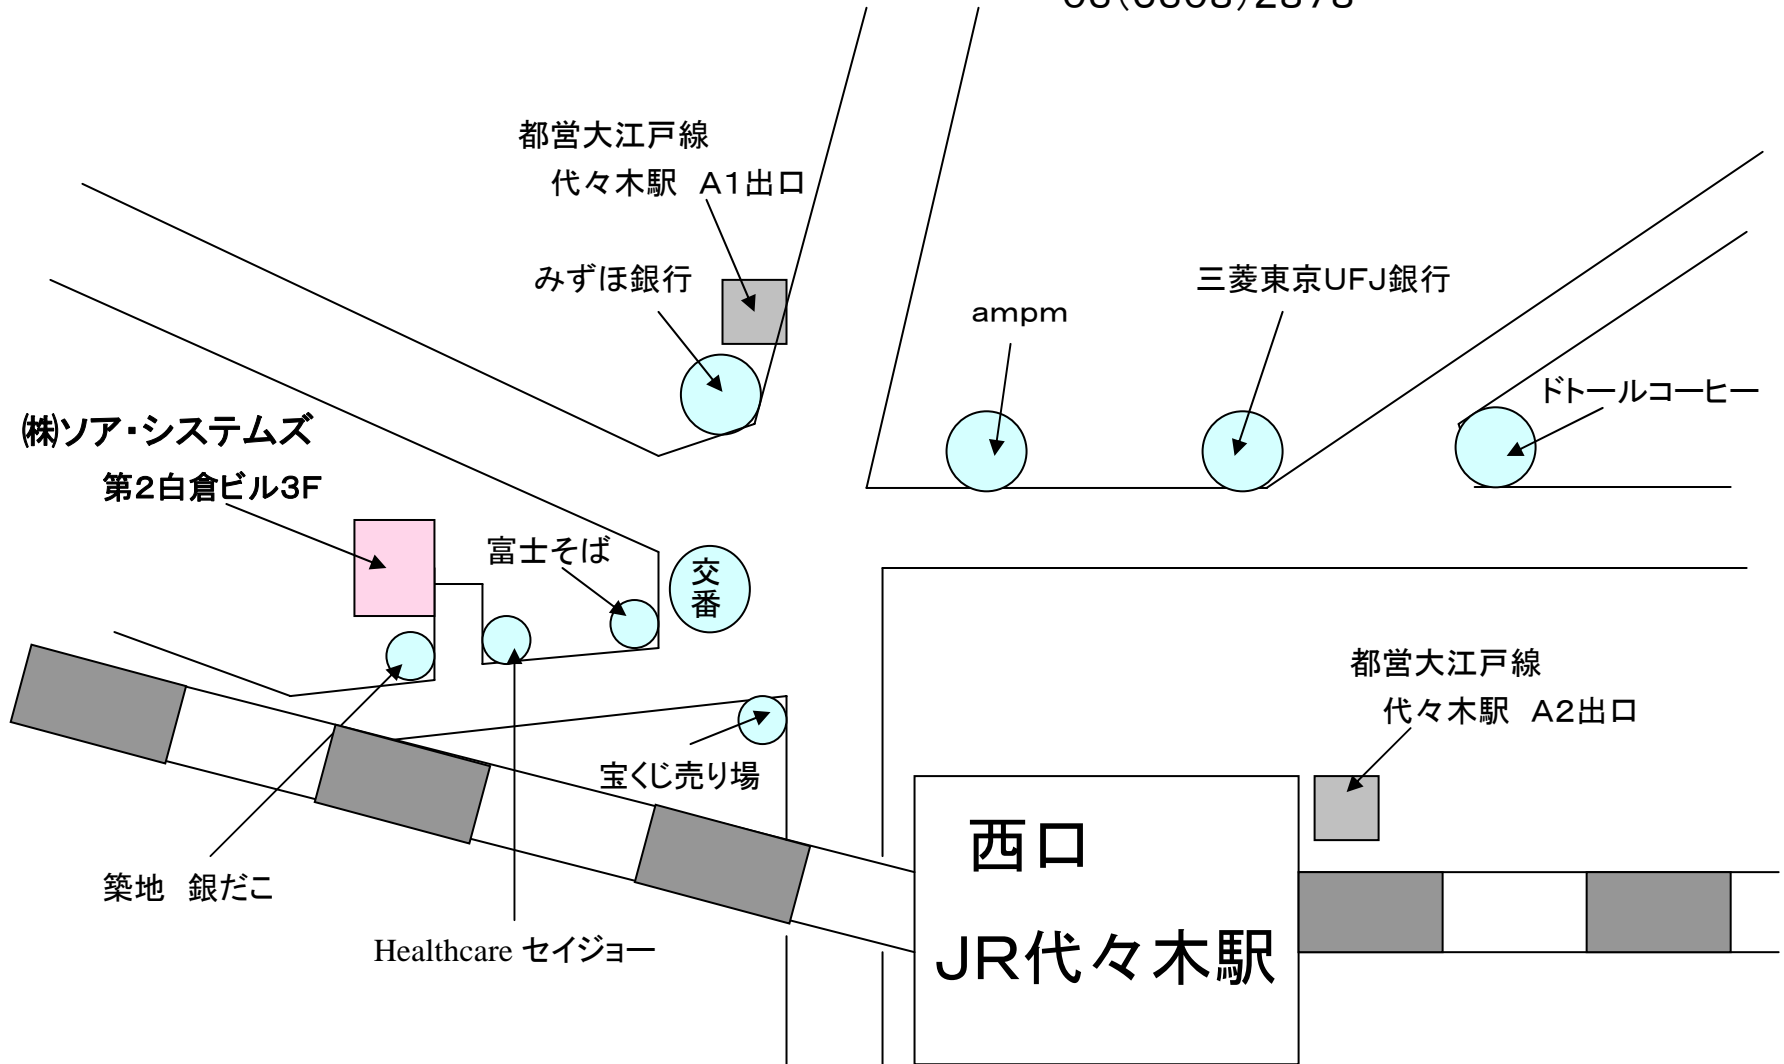 都営大江戸線
代々木駅 A1出口
みずほ銀行
三菱東京UFJ銀行
ampm
ドトールコーヒー
㈱ソア・システムズ
第2白倉ビル3F
富士そば
交
番
都営大江戸線
代々木駅 A2出口
宝くじ売り場
西口
築地 銀だこ
Healthcare セイジョー
JR代々木駅